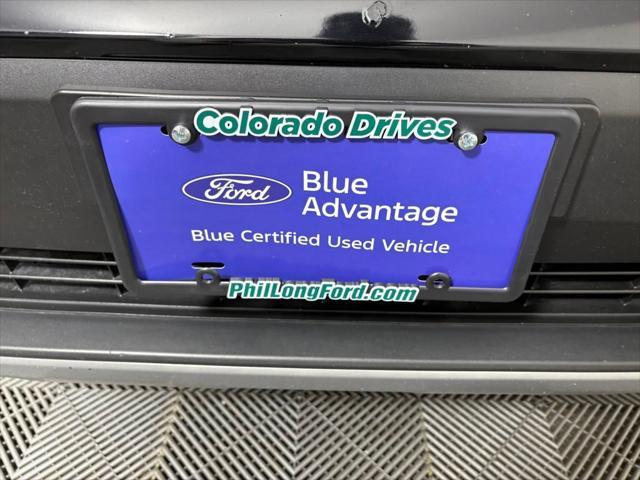 Colorado Drives
Ford
Blue
Advantage
Blue Certified Used Vehicle
PhilLongFord.com